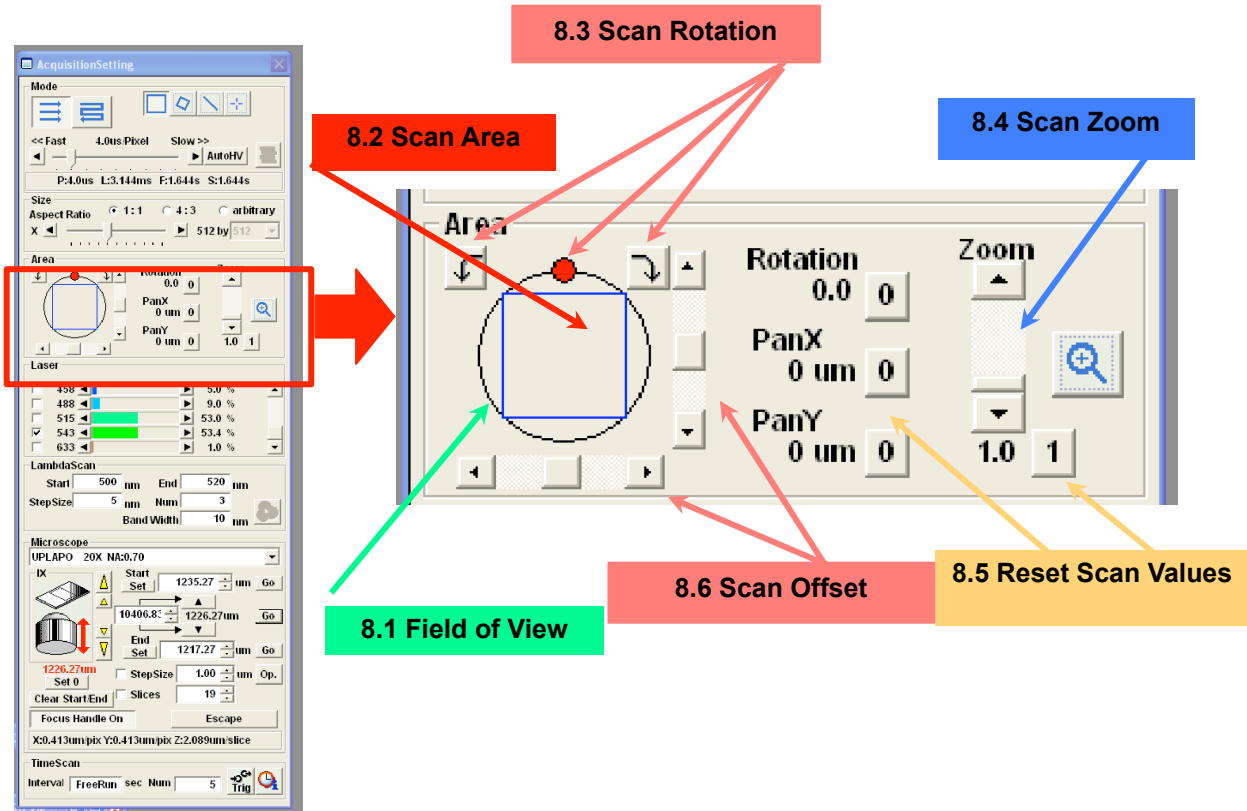 8.3 Scan Rotation
8.2 Scan Area
8.4 Scan Zoom
AcquisitionSetting
Mode
<< Fast 4.0us/Pixel Slow >>
AutoHV
P:4.0us L:3.144ms F:1.644s S:1.644s
Size
Aspect Ratio 1:1 4:3 arbitrary
X 512 by 512
Area
Rotation
0.0 0
PanX
0 um 0
PanY
0 um 0
1.0 1
Laser
458 5.0 %
488 9.0 %
515 53.0 %
543 53.4 %
633 1.0 %
LambdaScan
Start 500 nm End 520 nm
StepSize 5 nm Num 3
Band Width 10 nm
Microscope
UPLAPO 20X NA:0.70
IX
Start
Set 1235.27 um Go
10406.8 1226.27um Go
End
Set 1217.27 um Go
1226.27um
Set 0
StepSize 1.00 um Op.
Clear Start/End
Slices 19
Focus Handle On Escape
X:0.413um/pix Y:0.413um/pix Z:2.089um/slice
TimeScan
Interval FreeRun sec Num 5
Trig
Area
Rotation
0.0 0
PanX
0 um 0
PanY
0 um 0
Zoom
1.0 1
8.1 Field of View
8.6 Scan Offset
8.5 Reset Scan Values